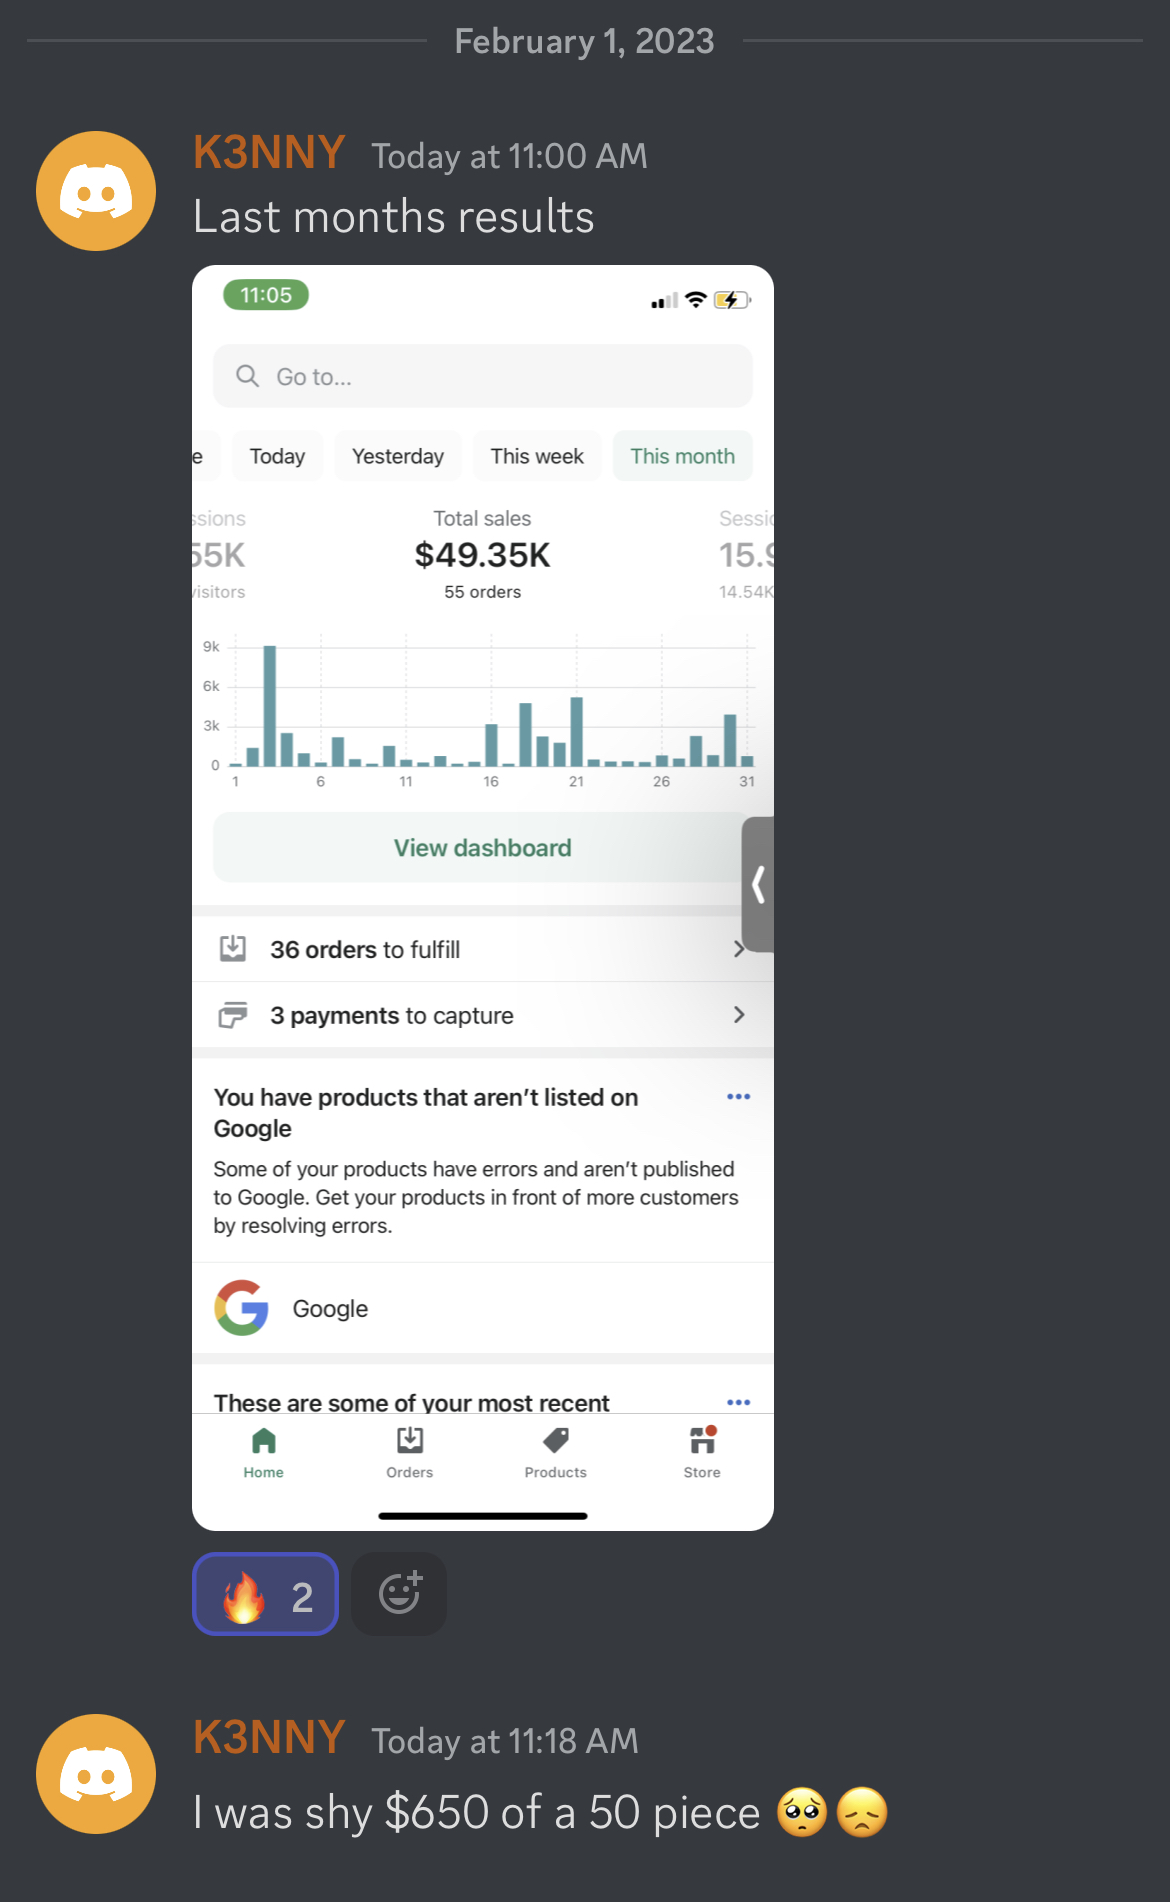 February 1, 2023
K3NNY Today at 11:00 AM
Last months results
11:05
Go to...
e Today Yesterday This week This month
ssions Total sales Sessio
55K $49.35K 15.9
visitors 55 orders 14.54K
9k
6k
3k
0
1 6 11 16 21 26 31
View dashboard
36 orders to fulfill
3 payments to capture
You have products that aren't listed on
Google
Some of your products have errors and aren't published
to Google. Get your products in front of more customers
by resolving errors.
Google
These are some of your most recent
Home Orders Products Store
🔥 2
K3NNY Today at 11:18 AM
I was shy $650 of a 50 piece 🥺😞